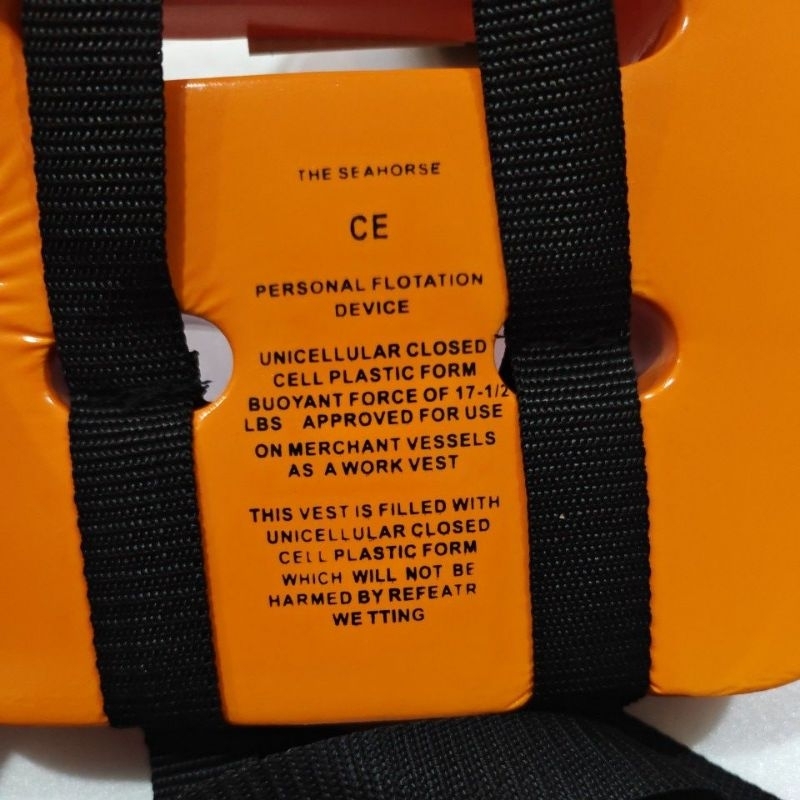 THE SEAHORSE
CE
PERSONAL FLOTATION
DEVICE
UNICELLULAR CLOSED
CELL PLASTIC FORM
BUOYANT FORCE OF 17-1/2
LBS APPROVED FOR USE
ON MERCHANT VESSELS
AS A WORK VEST
THIS VEST IS FILLED WITH
UNICELLULAR CLOSED
CELL PLASTIC FORM
WHICH WILL NOT BE
HARMED BY REFEATR
WETTING